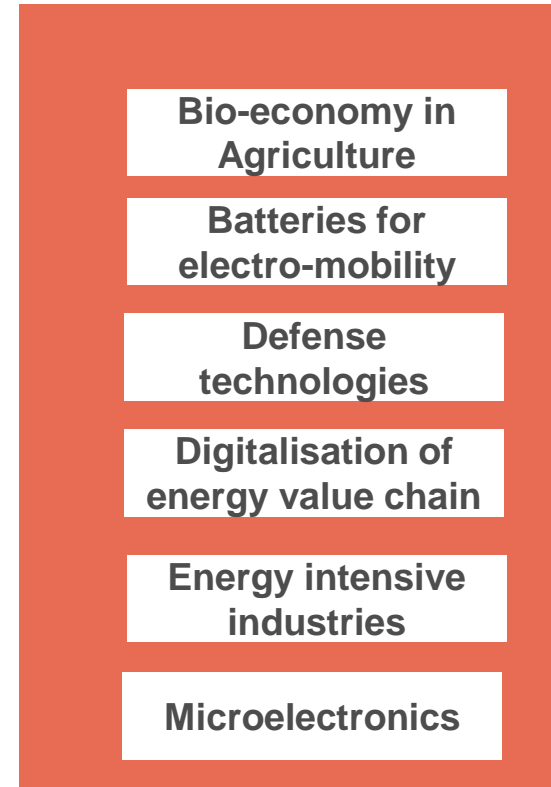 Bio-economy in
Agriculture
Batteries for
electro-mobility
Defense
technologies
Digitalisation of
energy value chain
Energy intensive
industries
Microelectronics